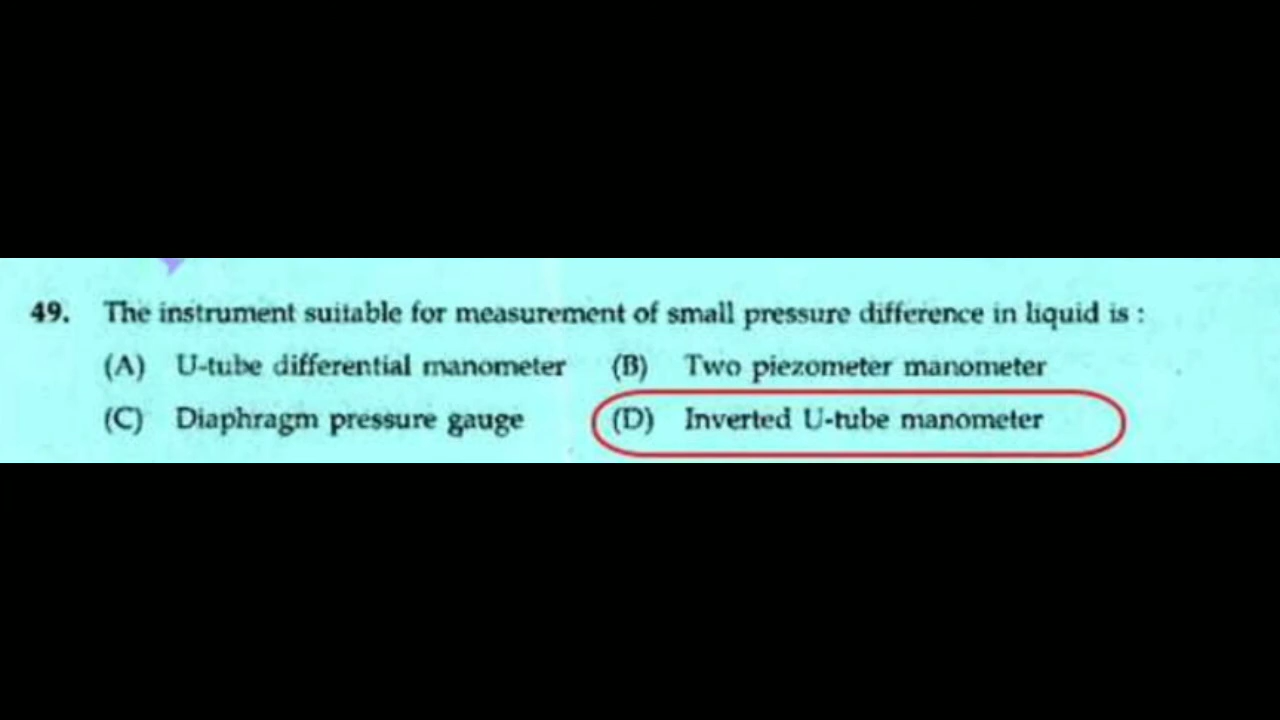 49. The instrument suitable for measurement of small pressure difference in liquid is :
(A) U-tube differential manometer (B) Two piezometer manometer
(C) Diaphragm pressure gauge (D) Inverted U-tube manometer